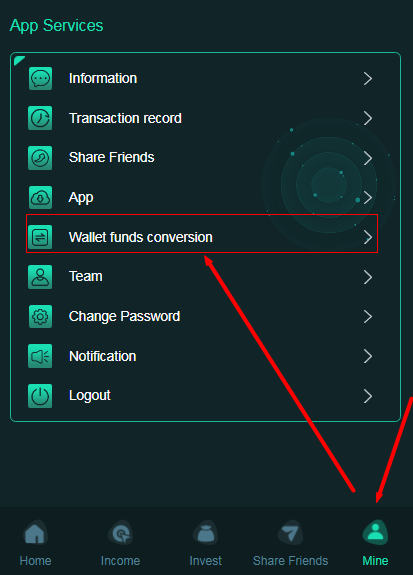 App Services
Information
Transaction record
Share Friends
App
Wallet funds conversion
Team
Change Password
Notification
Logout
Home Income Invest Share Friends Mine